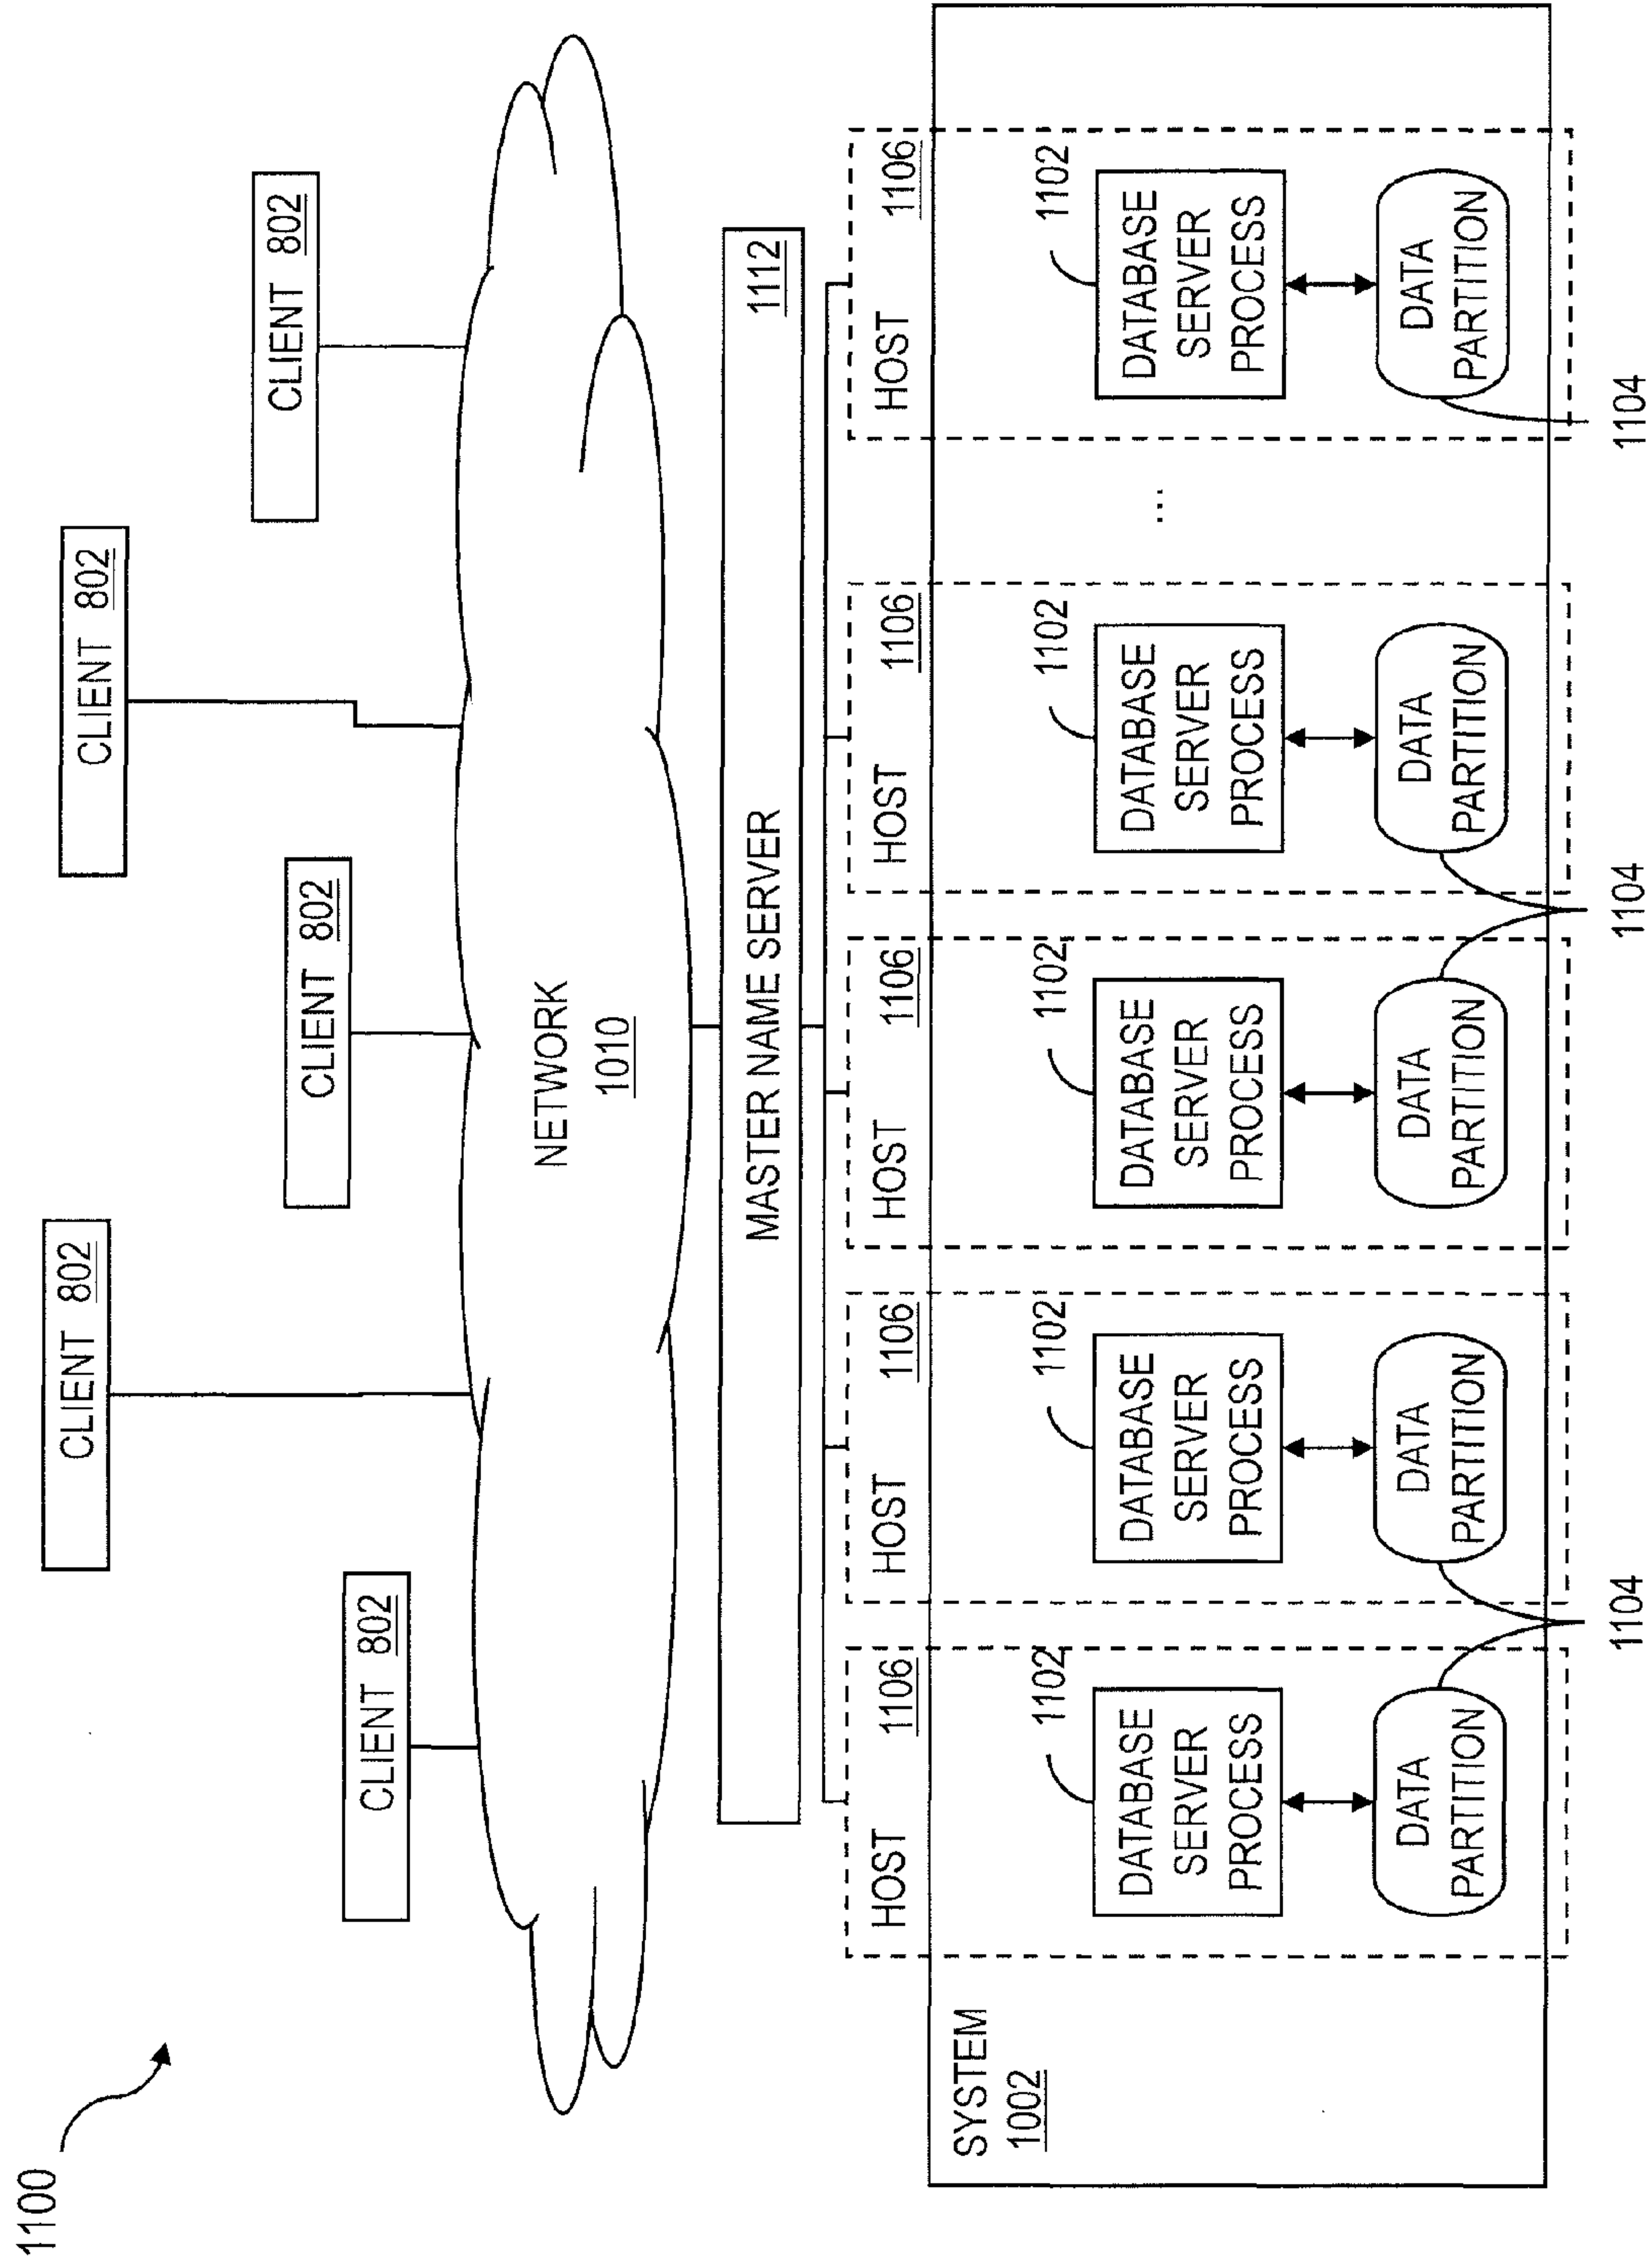 1100
CLIENT 802
CLIENT 802
CLIENT 802
CLIENT 802
CLIENT 802
NETWORK
1010
MASTER NAME SERVER 1112
HOST 1106
HOST 1106
HOST 1106
HOST 1106
HOST 1106
SYSTEM
1002
1102
DATABASE
SERVER
PROCESS
DATA
PARTITION
1102
DATABASE
SERVER
PROCESS
DATA
PARTITION
1102
DATABASE
SERVER
PROCESS
DATA
PARTITION
1102
DATABASE
SERVER
PROCESS
DATA
PARTITION
...
1102
DATABASE
SERVER
PROCESS
DATA
PARTITION
1104
1104
1104